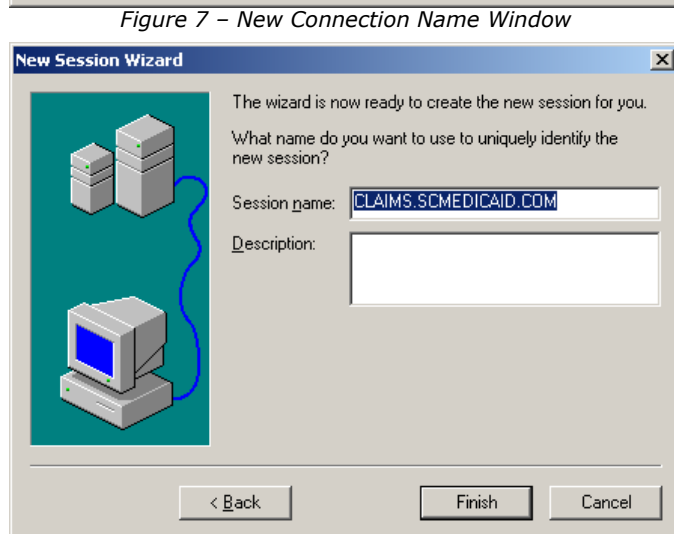 Figure 7 – New Connection Name Window
New Session Wizard
The wizard is now ready to create the new session for you.
What name do you want to use to uniquely identify the
new session?
Session name: CLAIMS.SCMEDICAID.COM
Description:
< Back Finish Cancel